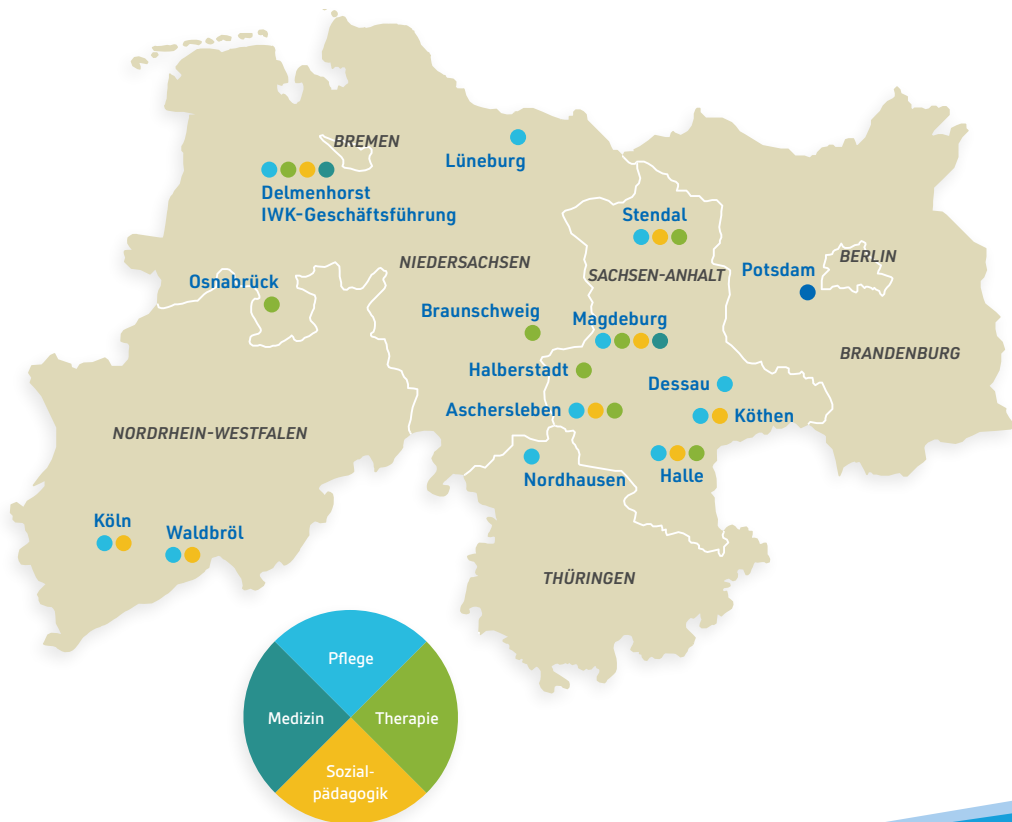 BREMEN
Lüneburg
Delmenhorst
IWK-Geschäftsführung
Stendal
NIEDERSACHSEN
SACHSEN-ANHALT
Potsdam
BERLIN
Osnabrück
Braunschweig
Magdeburg
BRANDENBURG
Halberstadt
Dessau
Aschersleben
Köthen
NORDRHEIN-WESTFALEN
Nordhausen
Halle
Köln
Waldbröl
THÜRINGEN
Pflege
Medizin
Therapie
Sozial-
pädagogik